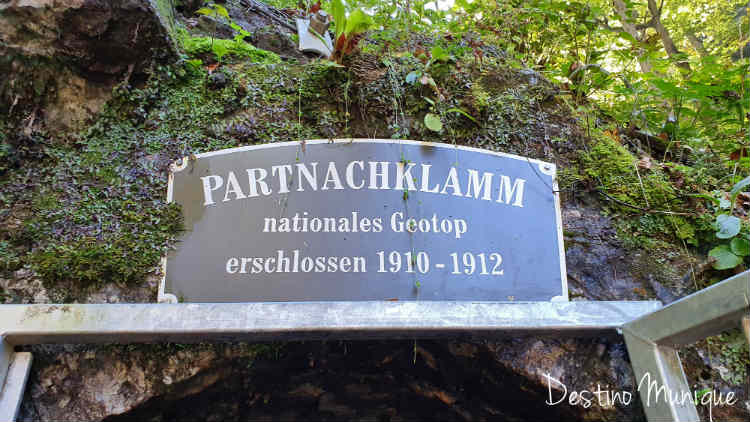 PARTNACHKLAMM
nationales Geotop
erschlossen 1910 - 1912
Destino Munique